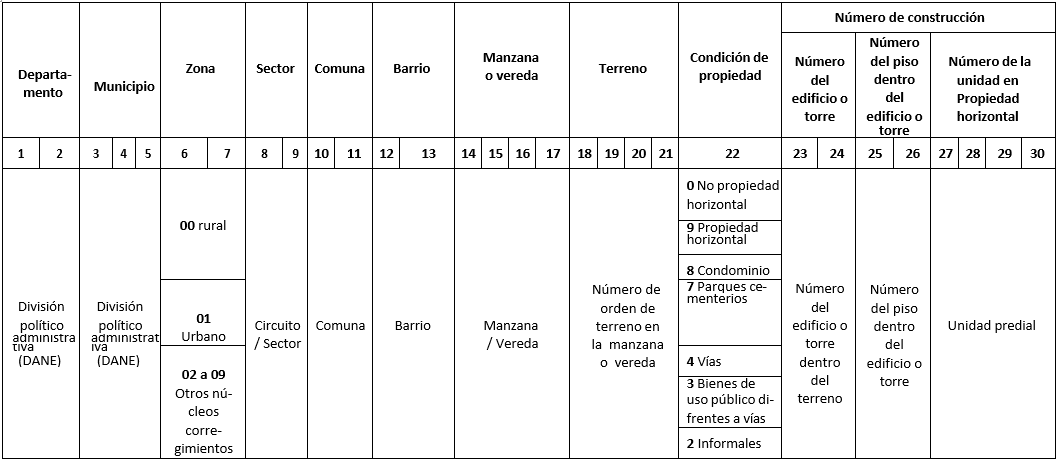 Departa-
mento
Municipio
Zona
Sector
Comuna
Barrio
Manzana
o vereda
Terreno
Condición de
propiedad
Número de construcción
Número
del
edificio o
torre
Número
del piso
dentro
del
edificio o
torre
Número de la
unidad en
Propiedad
horizontal
1 2 3 4 5 6 7 8 9 10 11 12 13 14 15 16 17 18 19 20 21 22 23 24 25 26 27 28 29 30
División
político
administra
tiva
(DANE)
División
político
administrat
iva
(DANE)
00 rural
01
Urbano
02 a 09
Otros nú-
cleos
corre-
gimientos
Circuito
/ Sector
Comuna
Barrio
Manzana
/ Vereda
Número de
orden de
terreno en
la manzana
o vereda
0 No propiedad
horizontal
9 Propiedad
horizontal
8 Condominio
7 Parques ce-
menterios
4 Vías
3 Bienes de
uso público di-
frentes a vías
2 Informales
Número
del
edificio o
torre
dentro
del
terreno
Número
del piso
dentro
del
edificio o
torre
Unidad predial